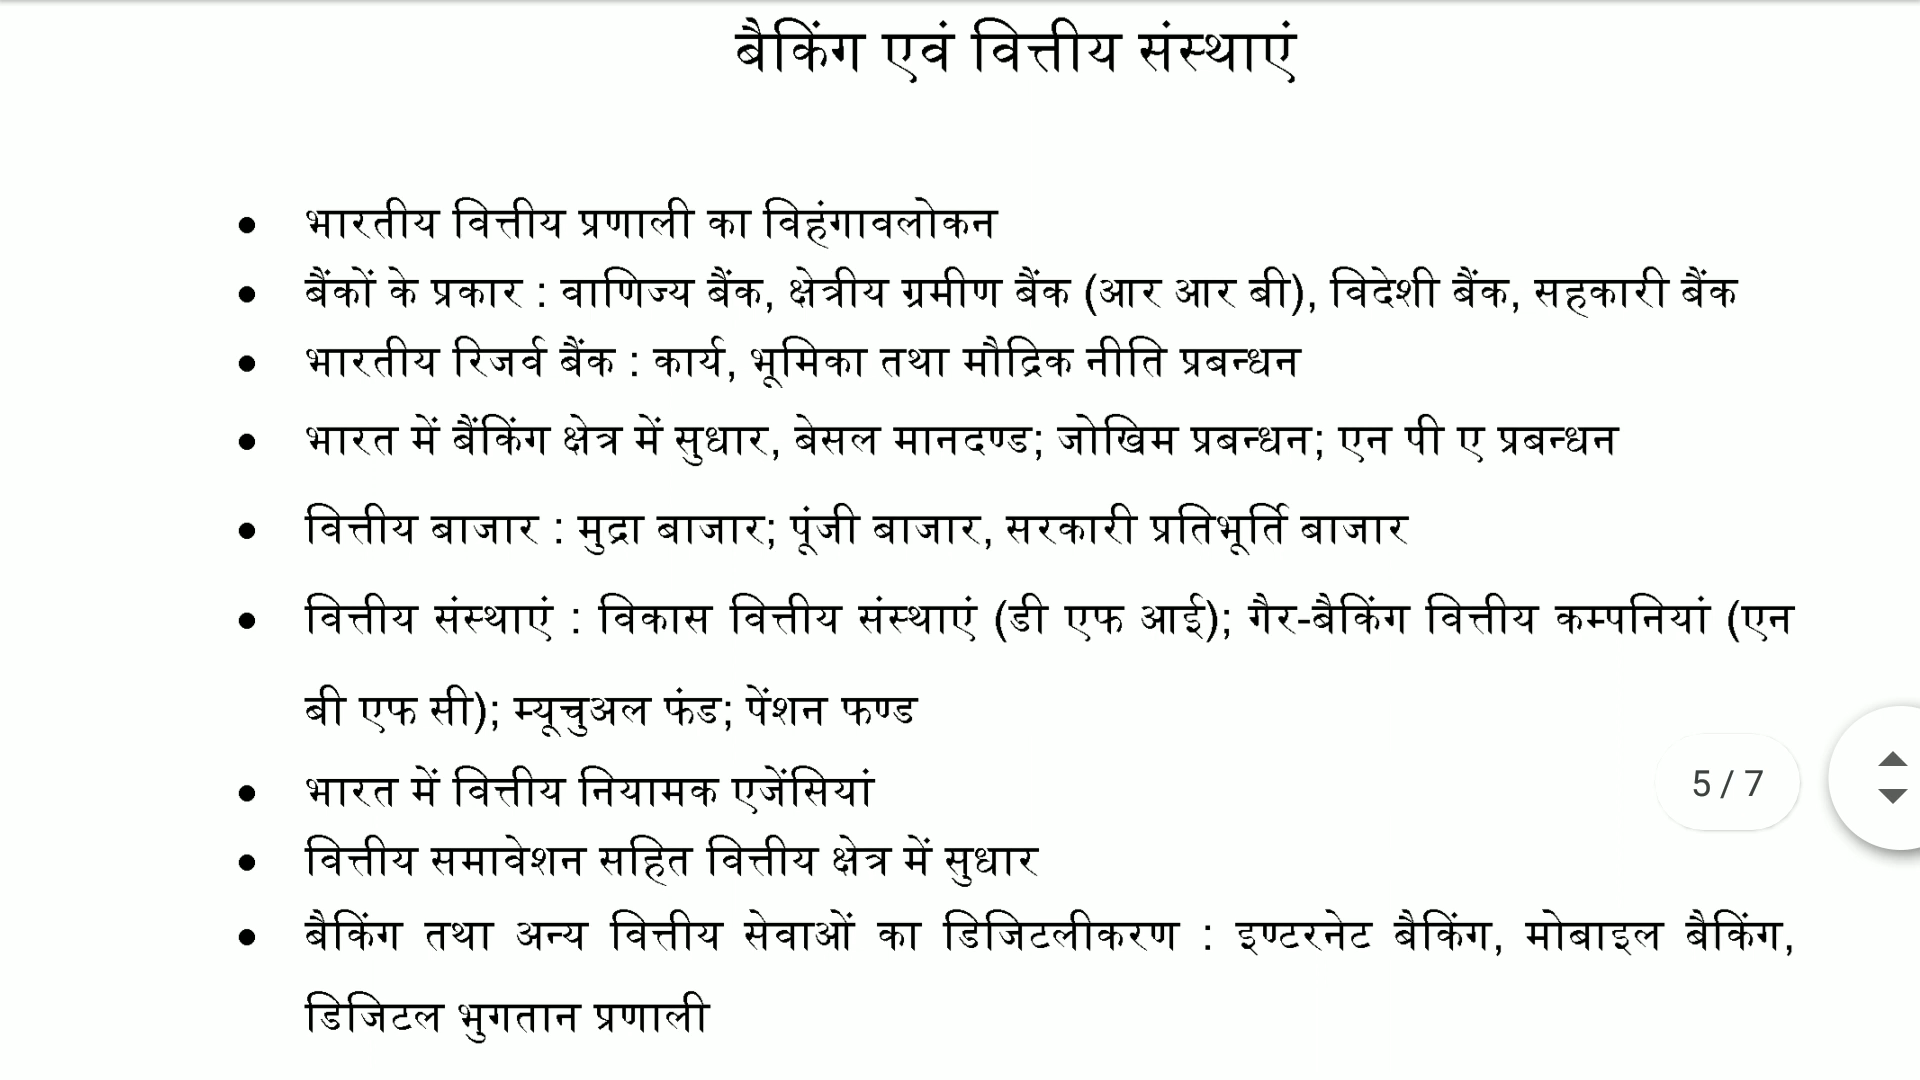 बैकिंग एवं वित्तीय संस्थाएं
• भारतीय वित्तीय प्रणाली का विहंगावलोकन
• बैंकों के प्रकार : वाणिज्य बैंक, क्षेत्रीय ग्रमीण बैंक (आर आर बी), विदेशी बैंक, सहकारी बैंक
• भारतीय रिजर्व बैंक : कार्य, भूमिका तथा मौद्रिक नीति प्रबन्धन
• भारत में बैंकिंग क्षेत्र में सुधार, बेसल मानदण्ड; जोखिम प्रबन्धन; एन पी ए प्रबन्धन
• वित्तीय बाजार : मुद्रा बाजार; पूंजी बाजार, सरकारी प्रतिभूर्ति बाजार
• वित्तीय संस्थाएं : विकास वित्तीय संस्थाएं (डी एफ आई); गैर-बैकिंग वित्तीय कम्पनियां (एन
बी एफ सी); म्यूचुअल फंड; पेंशन फण्ड
• भारत में वित्तीय नियामक एजेंसियां
5 / 7
• वित्तीय समावेशन सहित वित्तीय क्षेत्र में सुधार
• बैकिंग तथा अन्य वित्तीय सेवाओं का डिजिटलीकरण : इण्टरनेट बैकिंग, मोबाइल बैकिंग,
डिजिटल भुगतान प्रणाली